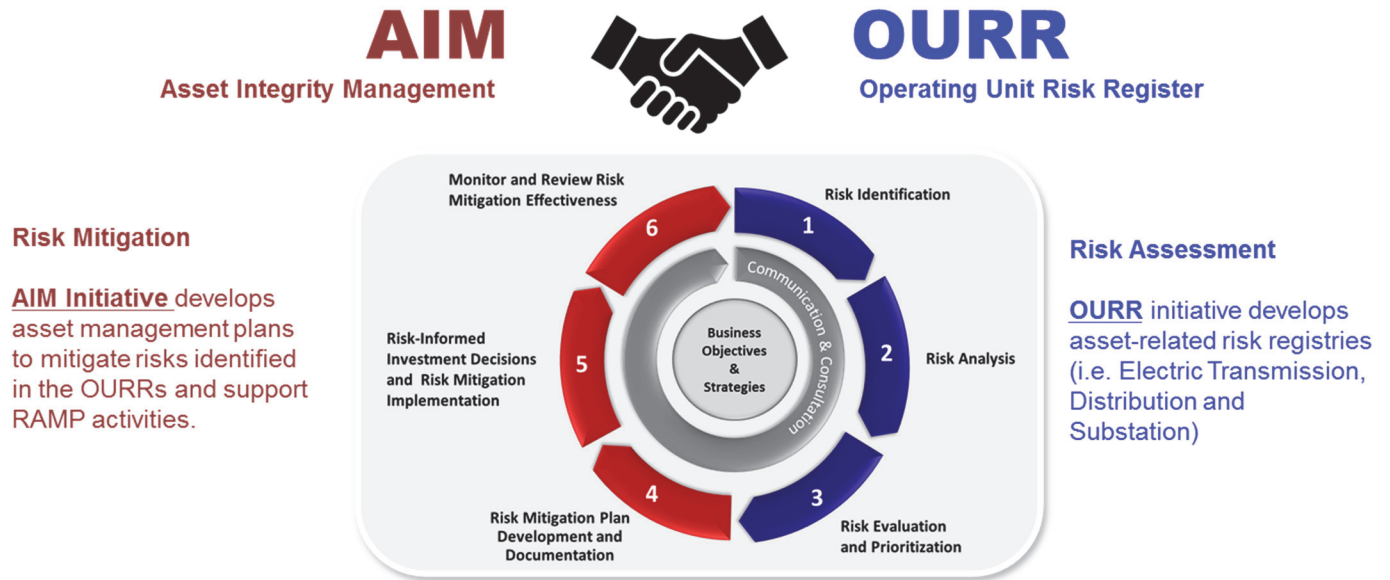 AIM
Asset Integrity Management
OURR
Operating Unit Risk Register
Risk Mitigation
AIM Initiative develops
asset management plans
to mitigate risks identified
in the OURRs and support
RAMP activities.
Monitor and Review Risk
Mitigation Effectiveness
6
1
Risk Identification
Risk-Informed
Investment Decisions
and Risk Mitigation
Implementation
5
Communication & Consultation
Business
Objectives
&
Strategies
2
Risk Analysis
4
Risk Mitigation Plan
Development and
Documentation
3
Risk Evaluation
and Prioritization
Risk Assessment
OURR initiative develops
asset-related risk registries
(i.e. Electric Transmission,
Distribution and
Substation)